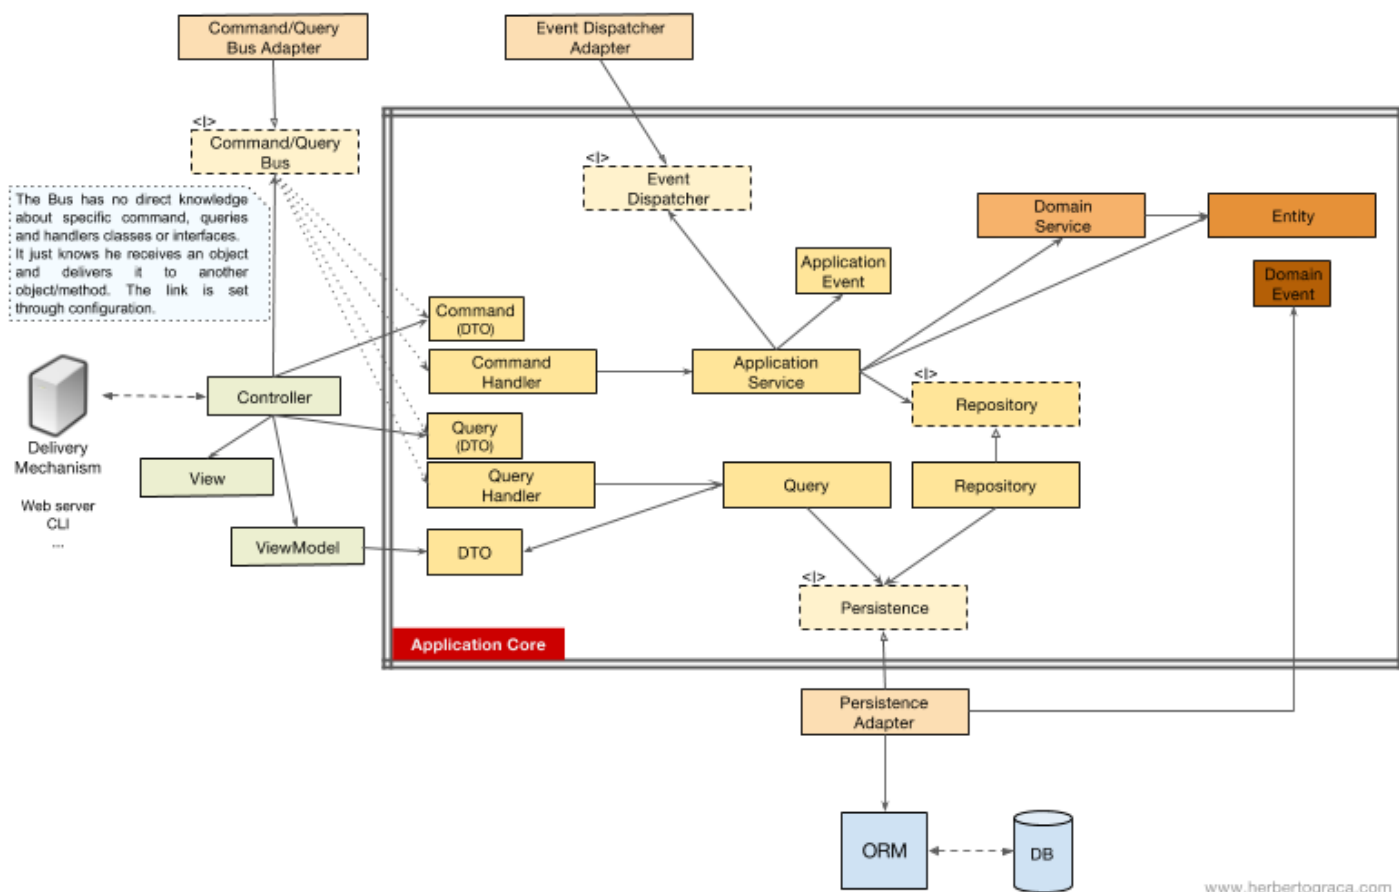 Command/Query
Bus Adapter
Event Dispatcher
Adapter
<I>
Command/Query
Bus
<I>
Event
Dispatcher
The Bus has no direct knowledge
about specific command, queries
and handlers classes or interfaces.
It just knows he receives an object
and delivers it to another
object/method. The link is set
through configuration.
Domain
Service
Entity
Application
Event
Domain
Event
Command
(DTO)
Command
Handler
Application
Service
<I>
Repository
Controller
Delivery
Mechanism
Web server
CLI
...
View
ViewModel
Query
(DTO)
Query
Handler
Query
Repository
DTO
<I>
Persistence
Application Core
Persistence
Adapter
ORM
DB
www.herbertograca.com